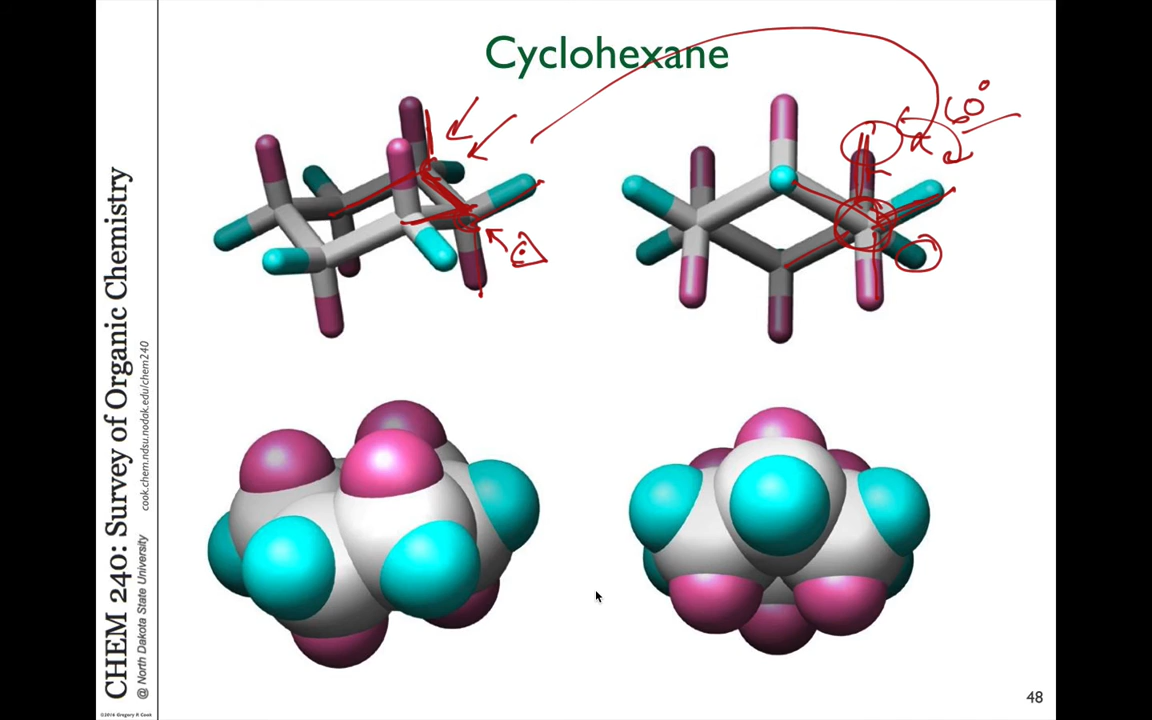 Cyclohexane
60°
CHEM 240: Survey of Organic Chemistry
@ North Dakota State University
cook.chem.ndsu.nodak.edu/chem240
©2016 Gregory R Cook
48